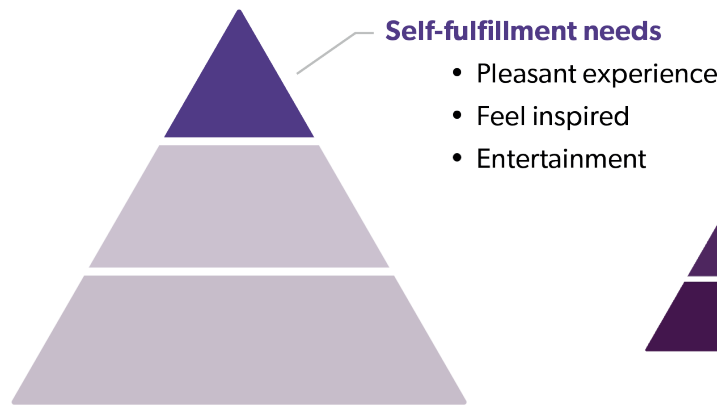 Self-fulfillment needs
• Pleasant experience
• Feel inspired
• Entertainment